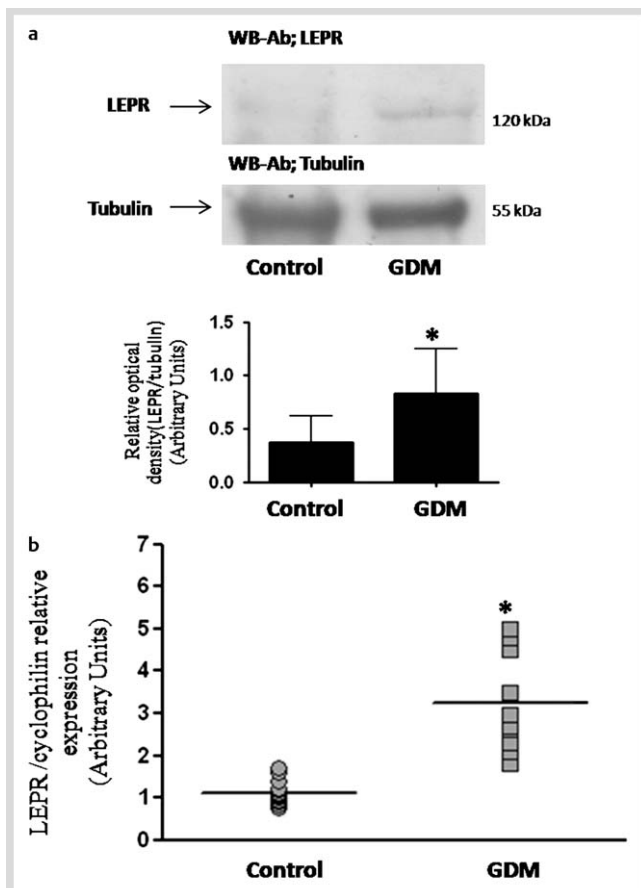 a
WB-Ab; LEPR
LEPR
120 kDa
WB-Ab; Tubulin
Tubulin
55 kDa
Control GDM
Relative optical
density(LEPR/tubulin)
(Arbitrary Units)
1.5
1.0
0.5
0.0
*
Control GDM
b
LEPR /cyclophilin relative
expression
(Arbitrary Units)
7
6
5
4
3
2
1
0
*
Control GDM